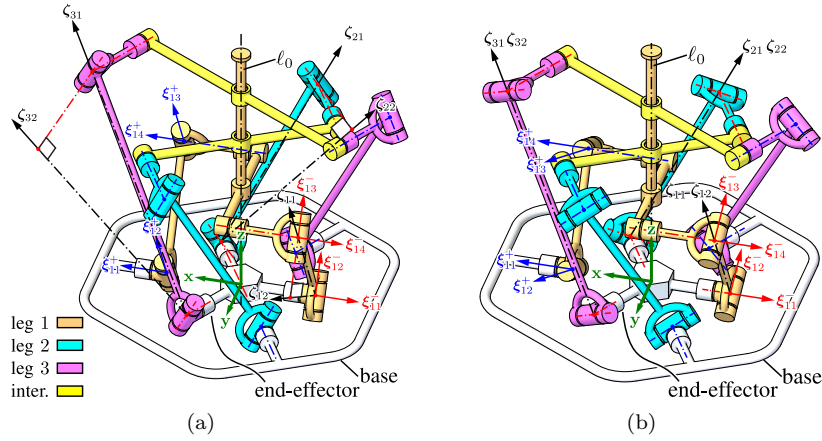 ζ31
ζ21
ℓ0
ζ32
ξ+13
ξ+14
ζ22
ζ11
ξ−13
ξ+12
z
ξ−14
ξ+11
ξ−12
x
ζ12
ξ−11
y
leg 1
leg 2
leg 3
inter.
end-effector
base
(a)
ζ31 ζ32
ℓ0
ζ21 ζ22
ξ+14
ξ+13
ζ11 ζ12
ξ−13
z
ξ−14
ξ+11
ξ−12
ξ+12
x
ξ−11
y
end-effector
base
(b)